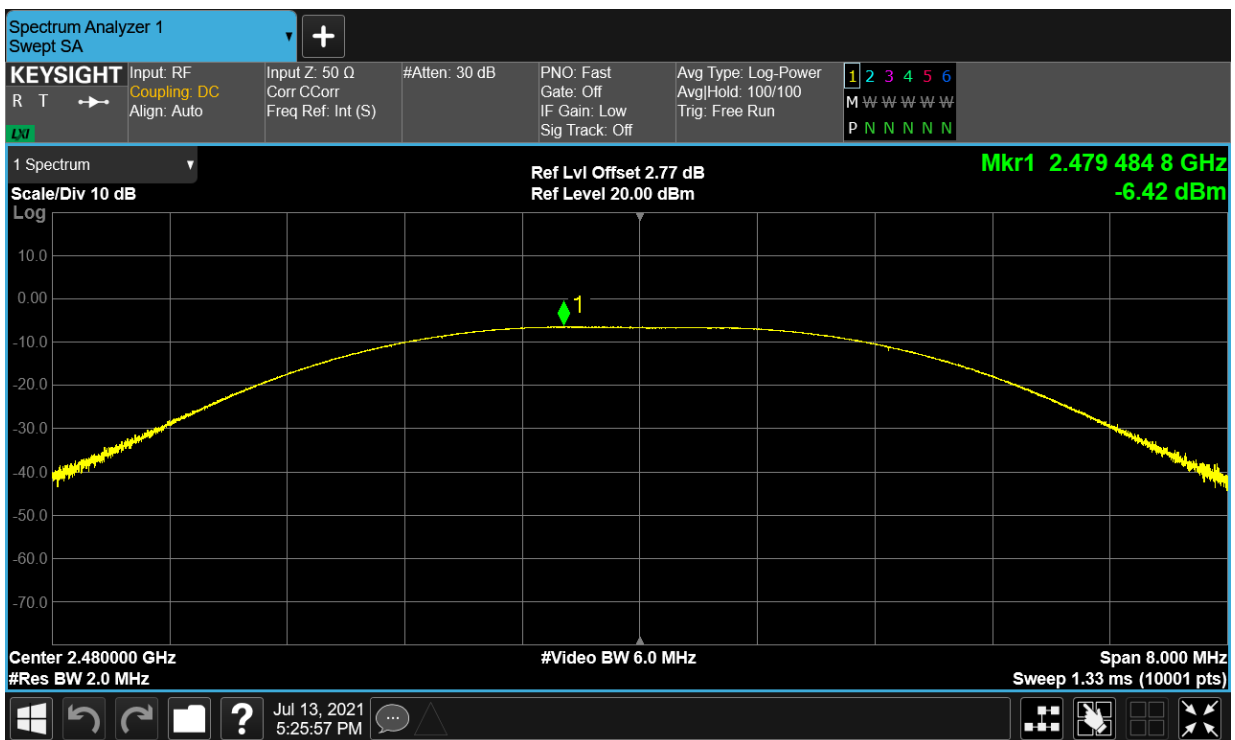 Spectrum Analyzer 1
Swept SA
KEYSIGHT
R T
LXI
Input: RF
Coupling: DC
Align: Auto
Input Z: 50 Ω
Corr CCorr
Freq Ref: Int (S)
#Atten: 30 dB
PNO: Fast
Gate: Off
IF Gain: Low
Sig Track: Off
Avg Type: Log-Power
Avg|Hold: 100/100
Trig: Free Run
1 2 3 4 5 6
M W W W W W
P N N N N N
1 Spectrum
Scale/Div 10 dB
Ref Lvl Offset 2.77 dB
Ref Level 20.00 dBm
Mkr1 2.479 484 8 GHz
-6.42 dBm
Log
10.0
0.00
-10.0
-20.0
-30.0
-40.0
-50.0
-60.0
-70.0
1
Center 2.480000 GHz
#Res BW 2.0 MHz
#Video BW 6.0 MHz
Span 8.000 MHz
Sweep 1.33 ms (10001 pts)
?
Jul 13, 2021
5:25:57 PM